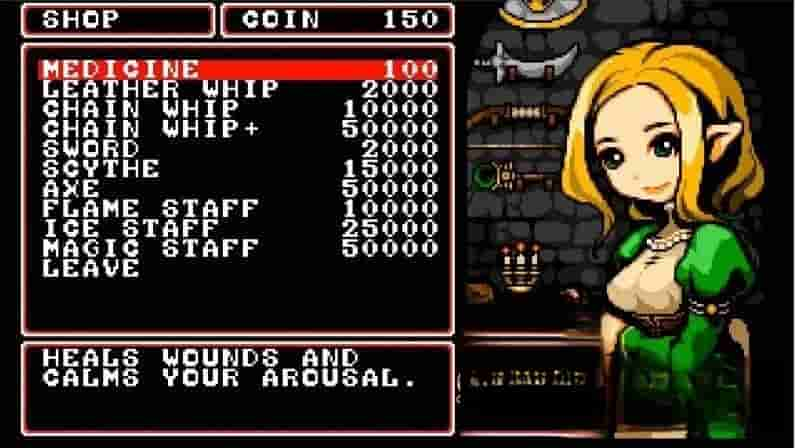 SHOP
COIN 150
MEDICINE 100
LEATHER WHIP 2000
CHAIN WHIP 10000
CHAIN WHIP+ 50000
SWORD 2000
SCYTHE 15000
AXE 50000
FLAME STAFF 10000
ICE STAFF 25000
MAGIC STAFF 50000
LEAVE
HEALS WOUNDS AND
CALMS YOUR AROUSAL.